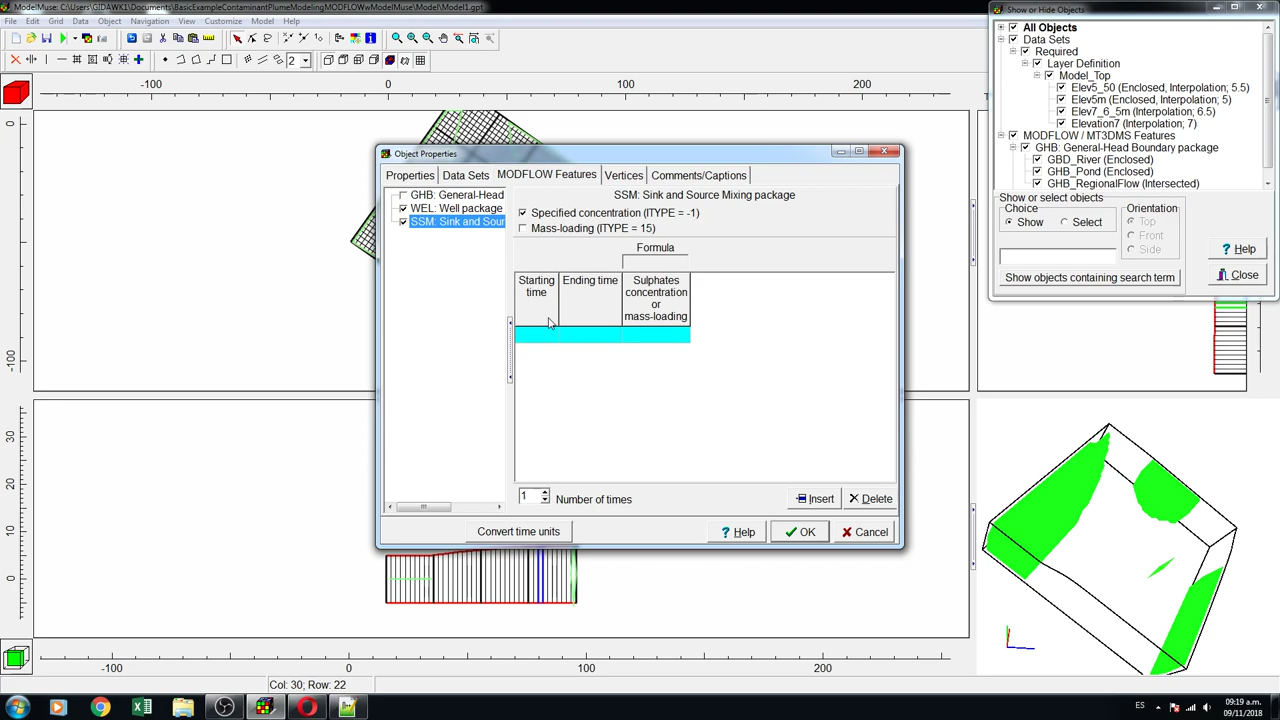 ModelMuse: C:\Users\GIDAWK1\Documents\BasicExampleContaminantPlumeModelingMODFLOWwModelMuse\Model\Model1.gpt
File Edit Grid Data Object Navigation View Customize Model Help
2
-100 0 100 200
0
-100
30
20
10
0
-100 0 100 200
Col: 30; Row: 22
Object Properties
Properties Data Sets MODFLOW Features Vertices Comments/Captions
GHB: General-Head
WEL: Well package
SSM: Sink and Sour
SSM: Sink and Source Mixing package
Specified concentration (ITYPE = -1)
Mass-loading (ITYPE = 15)
Formula
Starting time
Ending time
Sulphates concentration or mass-loading
1
Number of times
Insert
Delete
Convert time units
Help
OK
Cancel
Show or Hide Objects
All Objects
Data Sets
Required
Layer Definition
Model_Top
Elev5_50 (Enclosed, Interpolation; 5.5)
Elev5m (Enclosed, Interpolation; 5)
Elev7_6_5m (Interpolation; 6.5)
Elevation7 (Interpolation; 7)
MODFLOW / MT3DMS Features
GHB: General-Head Boundary package
GBD_River (Enclosed)
GHB_Pond (Enclosed)
GHB_RegionalFlow (Intersected)
Show or select objects
Choice
Show Select
Orientation:
Top
Front
Side
Help
Show objects containing search term
Close
ES
09:19 a.m.
09/11/2018